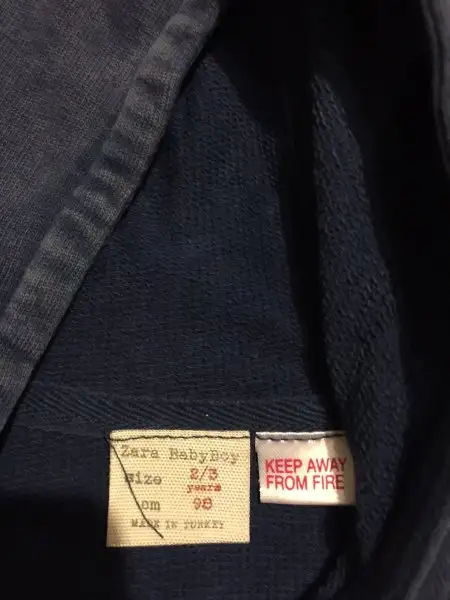 Zara BabyBoy
size 2/3
years
cm 98
MADE IN TURKEY
KEEP AWAY
FROM FIRE